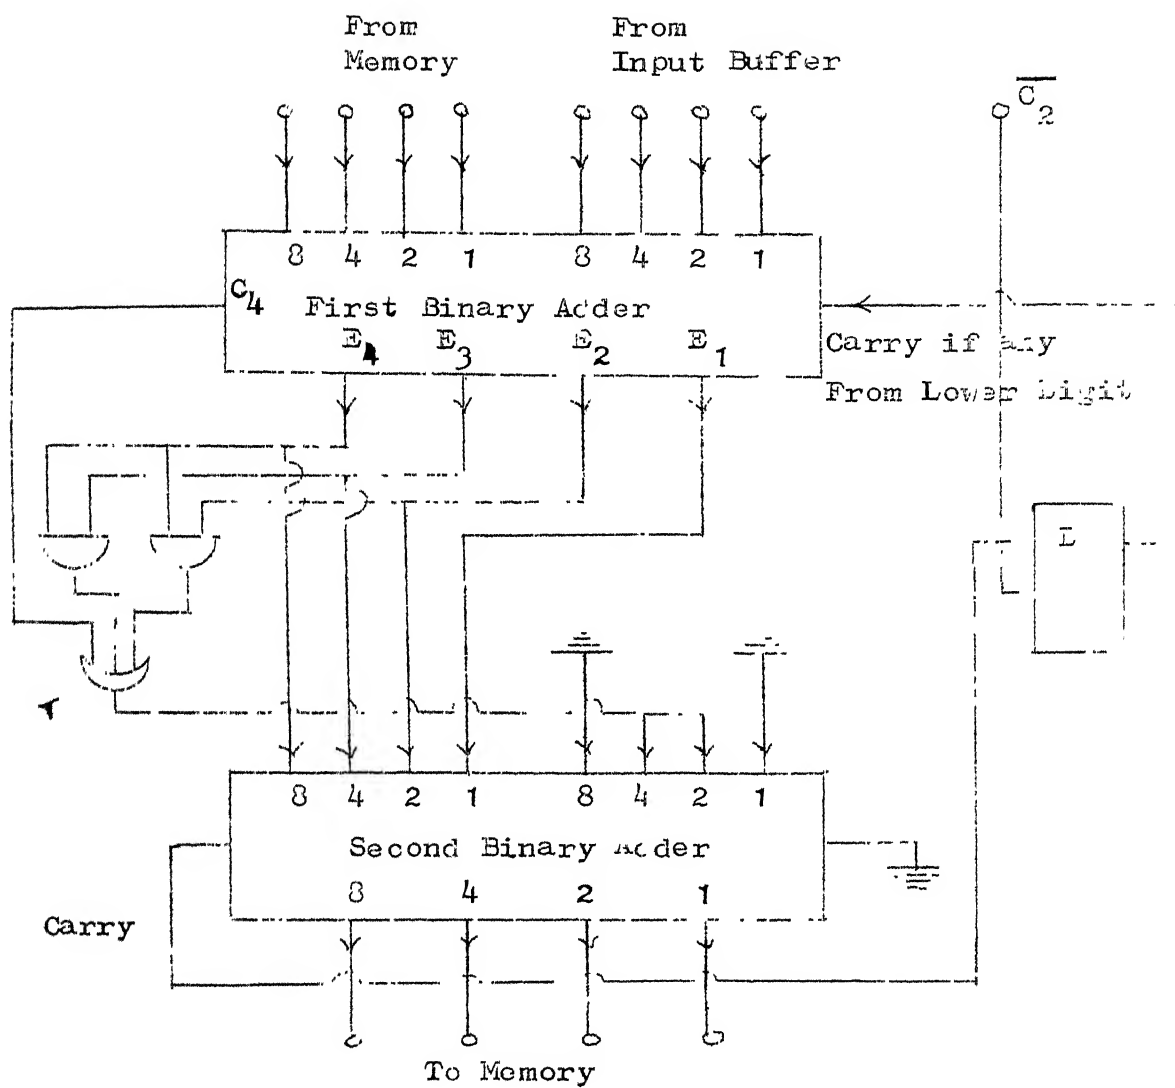 From
Memory
From
Input Buffer
C̅₂
8 4 2 1 8 4 2 1
C₄
First Binary Adder
E₄ E₃ E₂ E₁
Carry if any
From Lower Digit
8 4 2 1 8 4 2 1
Second Binary Adder
8 4 2 1
Carry
To Memory